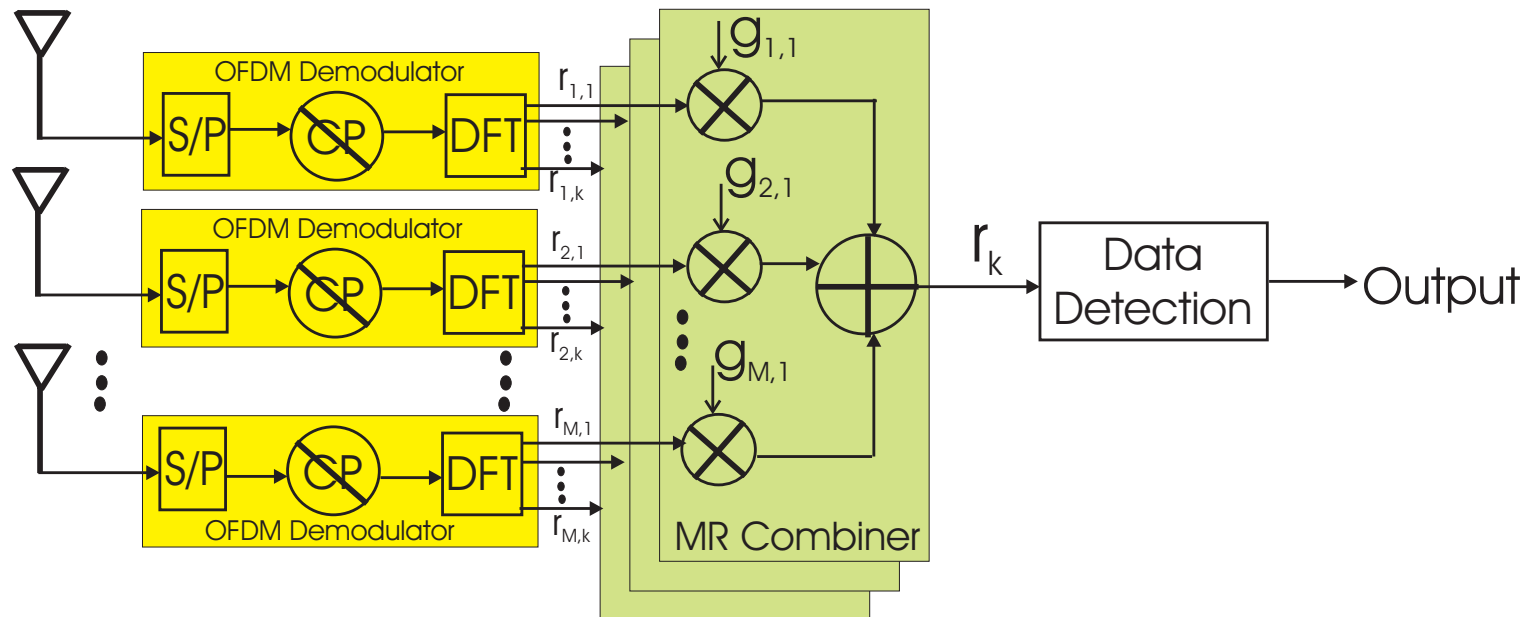 OFDM Demodulator
S/P
CP
DFT
r1,1
r1,k
g1,1
OFDM Demodulator
S/P
CP
DFT
r2,1
r2,k
g2,1
OFDM Demodulator
S/P
CP
DFT
rM,1
rM,k
gM,1
MR Combiner
rk
Data
Detection
Output